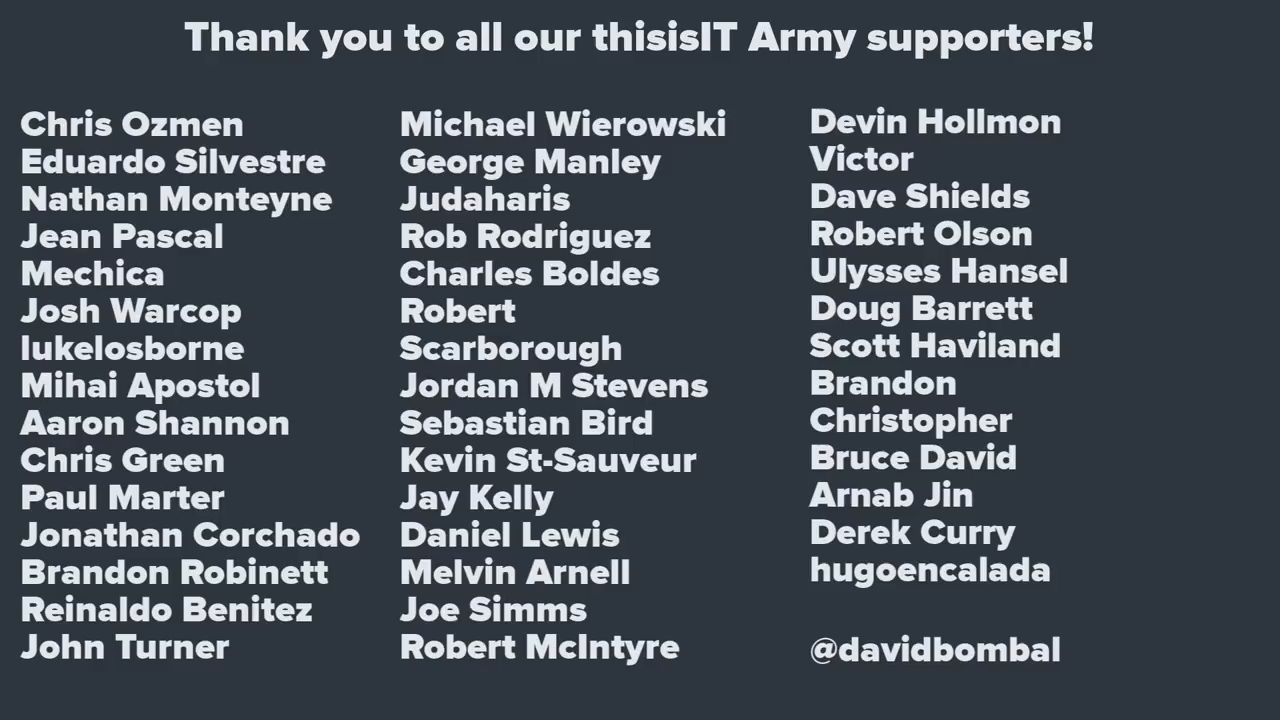 Thank you to all our thisisIT Army supporters!
Chris Ozmen
Eduardo Silvestre
Nathan Monteyne
Jean Pascal
Mechica
Josh Warcop
lukelosborne
Mihai Apostol
Aaron Shannon
Chris Green
Paul Marter
Jonathan Corchado
Brandon Robinett
Reinaldo Benitez
John Turner
Michael Wierowski
George Manley
Judaharis
Rob Rodriguez
Charles Boldes
Robert
Scarborough
Jordan M Stevens
Sebastian Bird
Kevin St-Sauveur
Jay Kelly
Daniel Lewis
Melvin Arnell
Joe Simms
Robert McIntyre
Devin Hollmon
Victor
Dave Shields
Robert Olson
Ulysses Hansel
Doug Barrett
Scott Haviland
Brandon
Christopher
Bruce David
Arnab Jin
Derek Curry
hugoencalada
@davidbombal